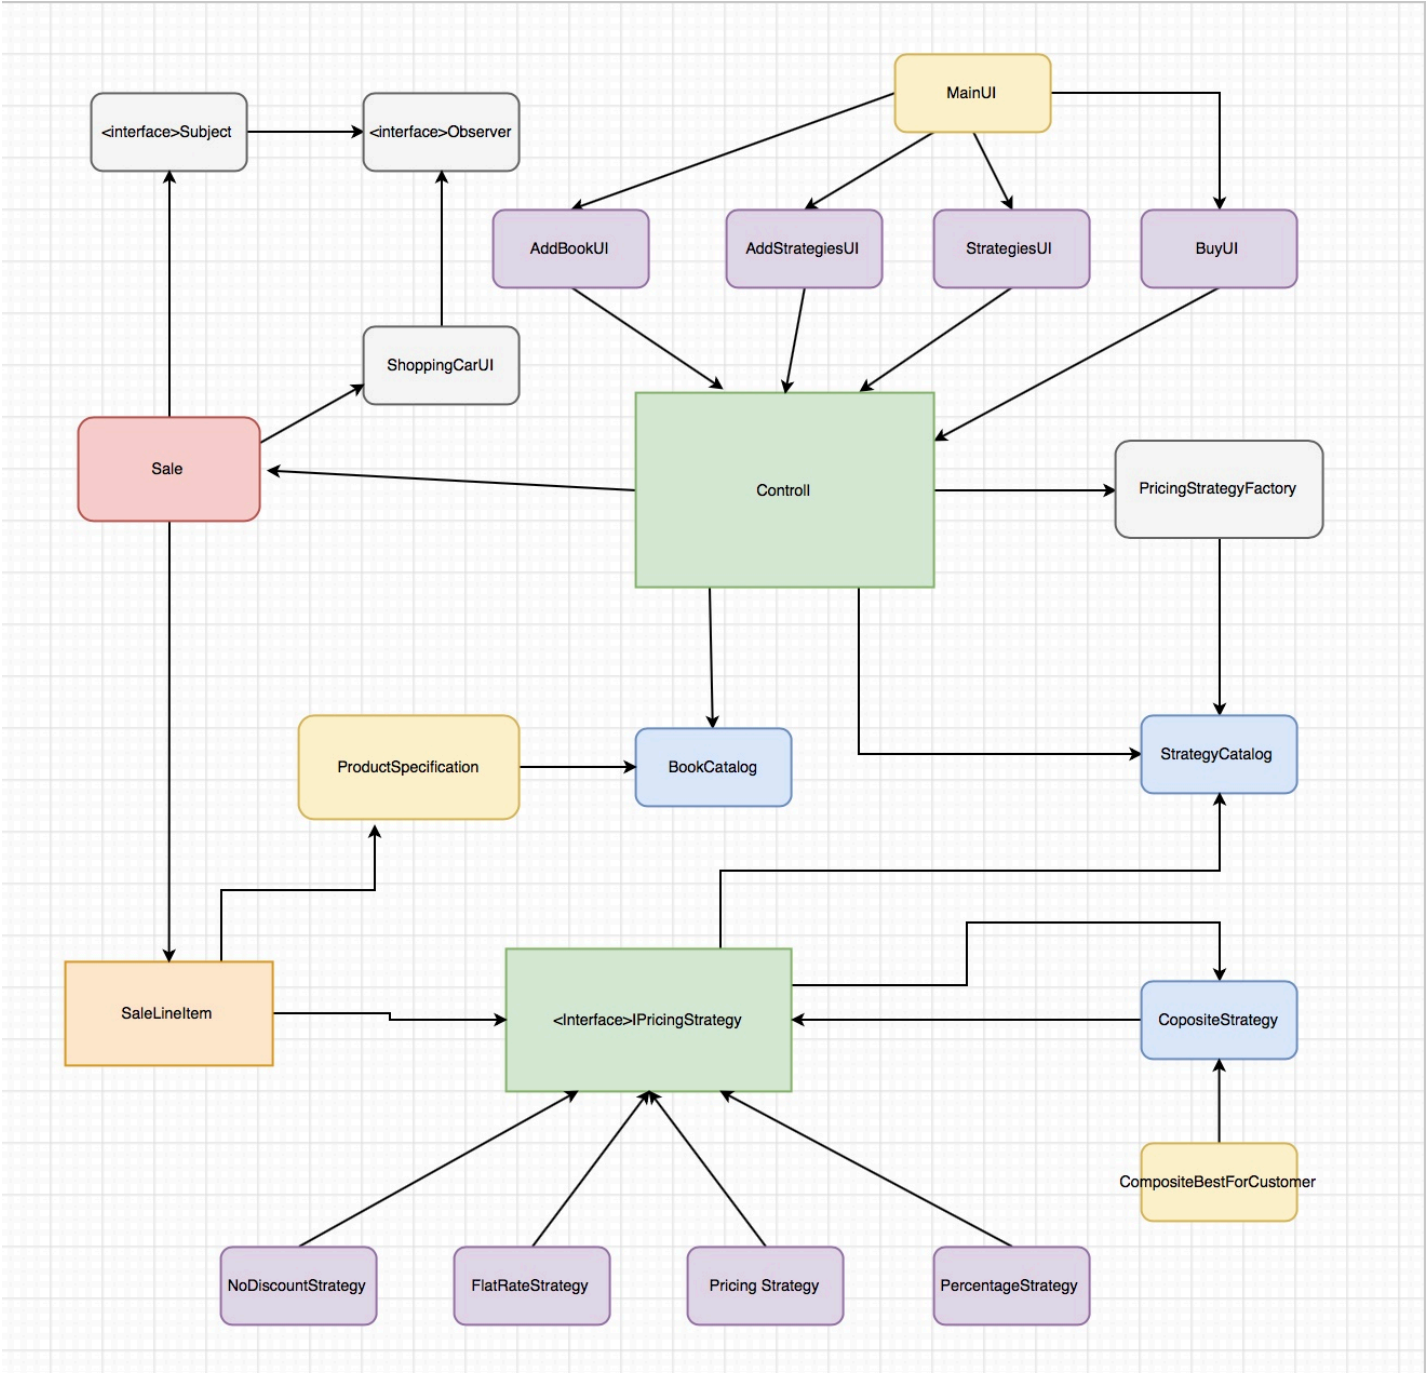 MainUI
<interface>Subject
<interface>Observer
AddBookUI
AddStrategiesUI
StrategiesUI
BuyUI
ShoppingCarUI
Sale
Controll
PricingStrategyFactory
ProductSpecification
BookCatalog
StrategyCatalog
SaleLineItem
<Interface>IPricingStrategy
CopositeStrategy
CompositeBestForCustomer
NoDiscountStrategy
FlatRateStrategy
Pricing Strategy
PercentageStrategy